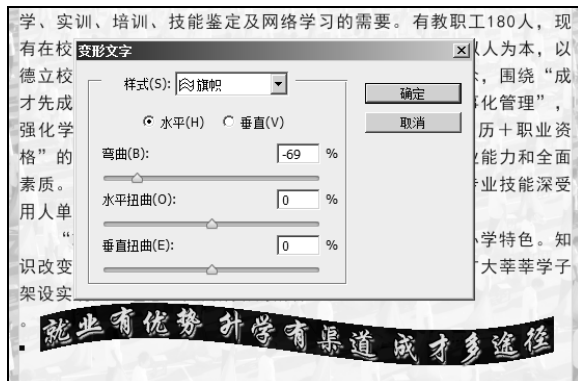 学、实训、培训、技能鉴定及网络学习的需要。有教职工180人，现
有在校
人为本，以
德立校
，围绕“成
才先成
化管理”，
强化学
历＋职业资
格”的
能力和全面
素质。
业技能深受
用人单
“
学特色。知
识改变
大莘莘学子
架设实
。
变形文字
样式(S): 旗帜
水平(H) 垂直(V)
弯曲(B): -69 %
水平扭曲(O): 0 %
垂直扭曲(E): 0 %
确定
取消
就业有优势 升学有渠道 成才多途径